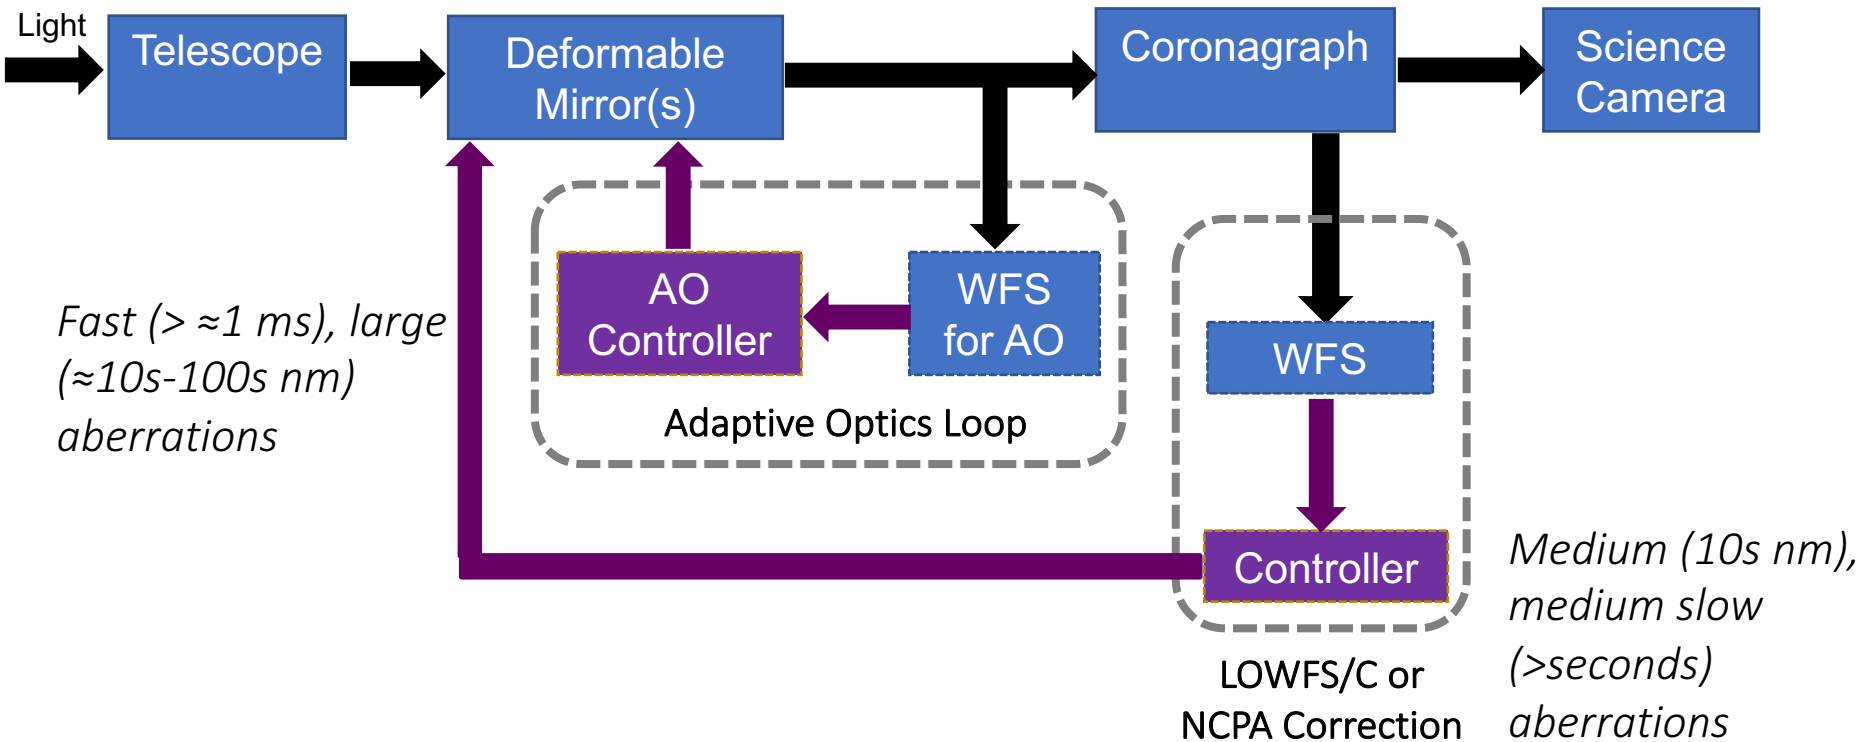 Light
Telescope
Deformable
Mirror(s)
Coronagraph
Science
Camera
AO
Controller
WFS
for AO
Adaptive Optics Loop
Fast (> ≈1 ms), large
(≈10s-100s nm)
aberrations
WFS
Controller
LOWFS/C or
NCPA Correction
Medium (10s nm),
medium slow
(>seconds)
aberrations